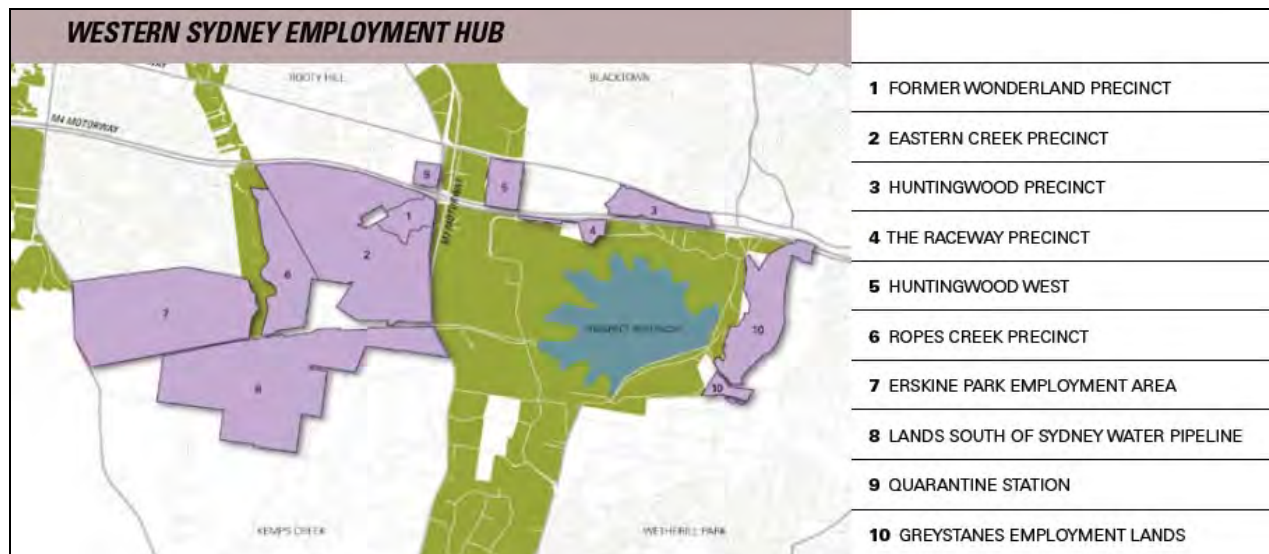 WESTERN SYDNEY EMPLOYMENT HUB
ROOTY HILL
BLACKTOWN
M4 MOTORWAY
9
5
3
1
4
M7 MOTORWAY
2
6
7
PROSPECT RESERVOIR
10
8
10
KEMPS CREEK
WETHERILL PARK
1 FORMER WONDERLAND PRECINCT
2 EASTERN CREEK PRECINCT
3 HUNTINGWOOD PRECINCT
4 THE RACEWAY PRECINCT
5 HUNTINGWOOD WEST
6 ROPES CREEK PRECINCT
7 ERSKINE PARK EMPLOYMENT AREA
8 LANDS SOUTH OF SYDNEY WATER PIPELINE
9 QUARANTINE STATION
10 GREYSTANES EMPLOYMENT LANDS